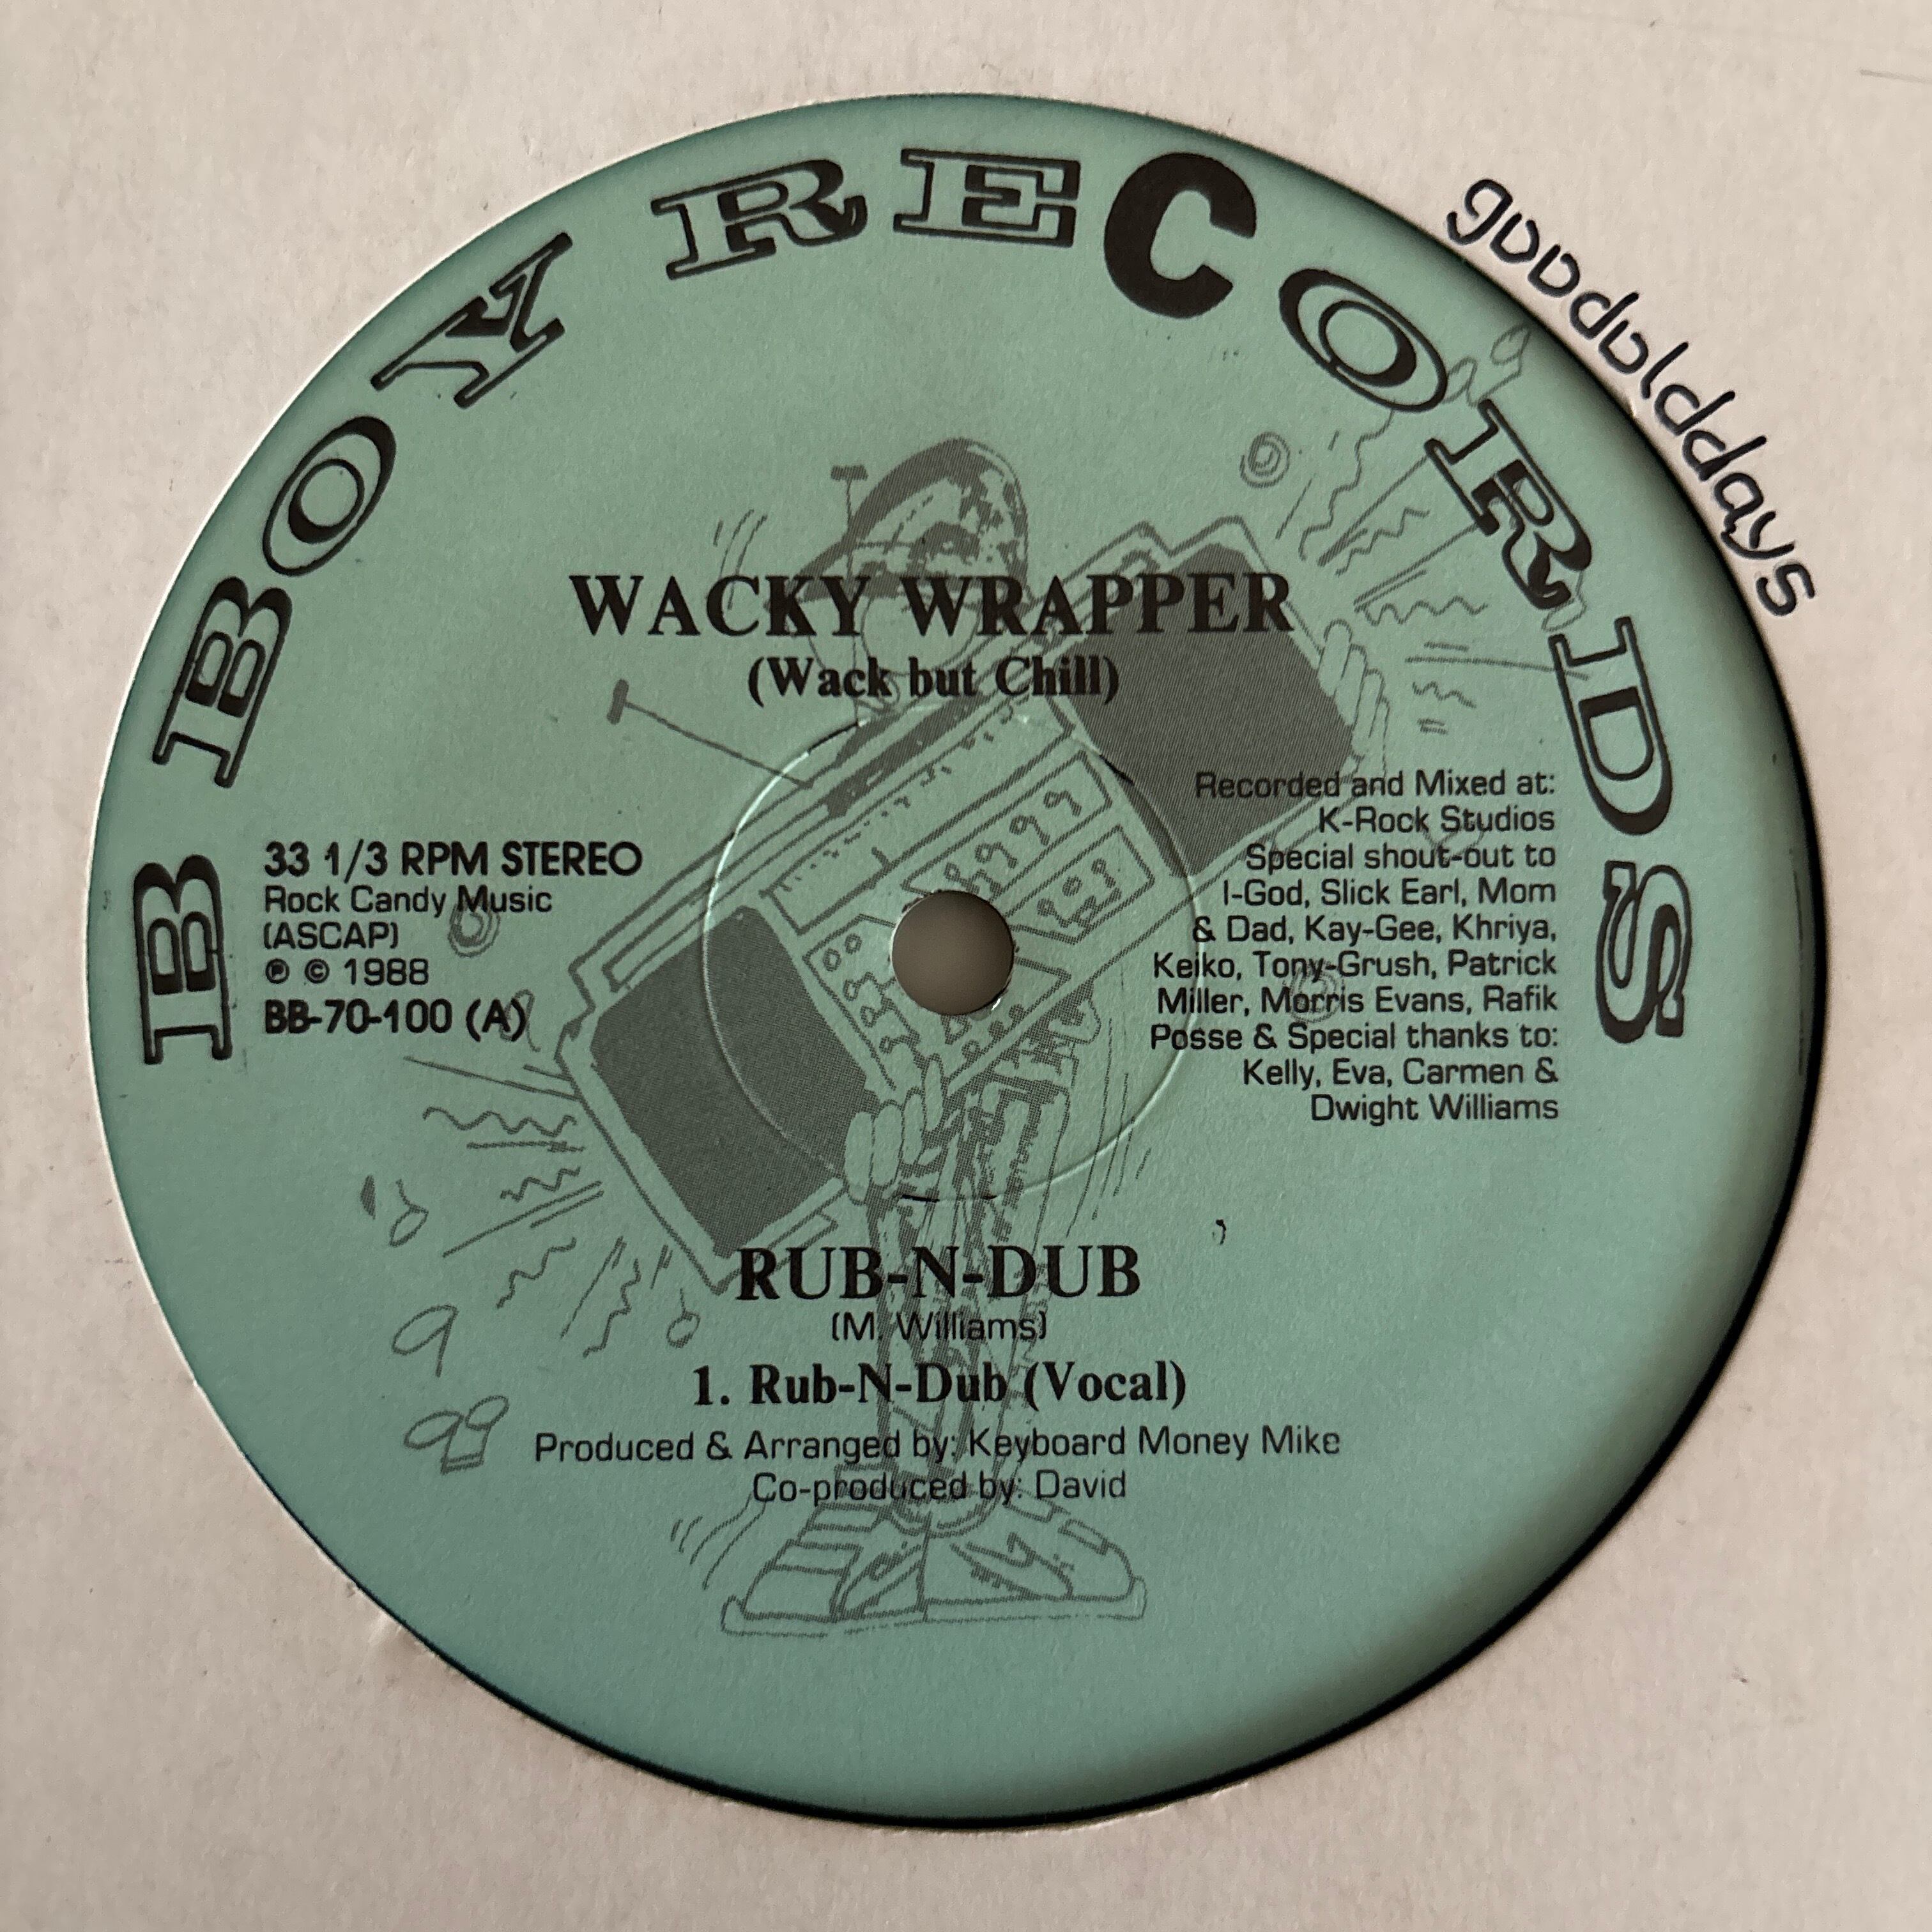 B BOY RECORDS
goodolddays
WACKY WRAPPER
(Wack but Chill)
33 1/3 RPM STEREO
Rock Candy Music
(ASCAP)
℗ © 1988
BB-70-100 (A)
Recorded and Mixed at:
K-Rock Studios
Special shout-out to
I-God, Slick Earl, Mom
& Dad, Kay-Gee, Khriya,
Keiko, Tony-Grush, Patrick
Miller, Morris Evans, Rafik
Posse & Special thanks to:
Kelly, Eva, Carmen &
Dwight Williams
RUB-N-DUB
(M. Williams)
1. Rub-N-Dub (Vocal)
Produced & Arranged by: Keyboard Money Mike
Co-produced by: David